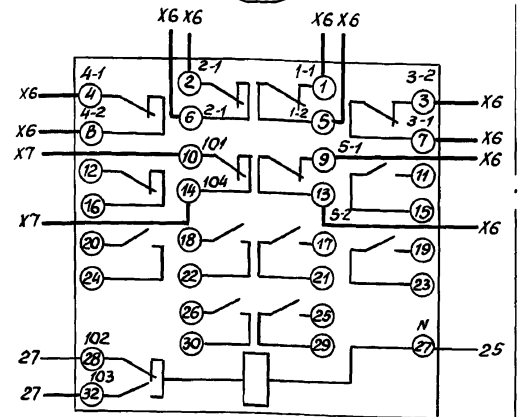 X6 X6 X6 X6
4-1 2-1 1-1 3-2
X6 4 2 1 3 X6
4-2 2-1 1-2 3-1
X6 8 6 5 7 X6
X7 10 101 9 5-1 X6
12 14 104 13 11
16 5-2 15
X7 X6
20 18 17 19
24 22 21 23
26 25
30 29
102 N
27 28 27 25
103
27 32